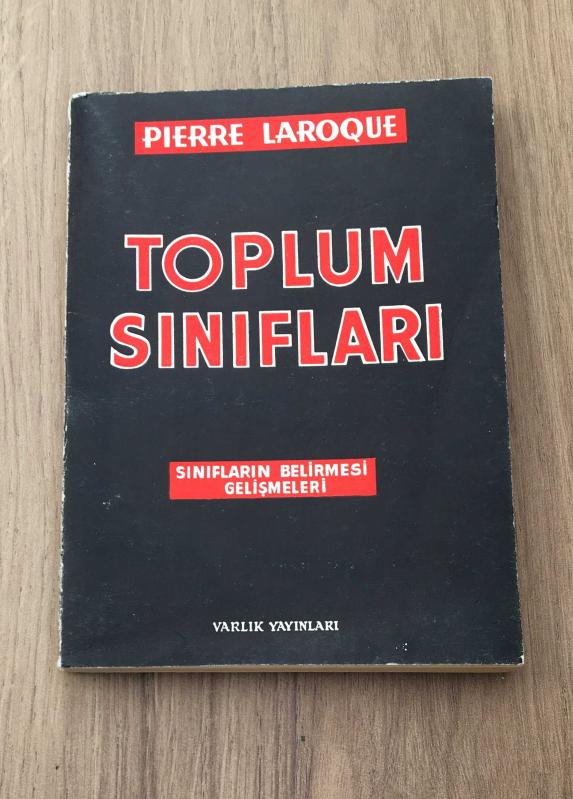 PIERRE LAROQUE
TOPLUM
SINIFLARI
SINIFLARIN BELİRMESİ
GELİŞMELERİ
VARLIK YAYINLARI